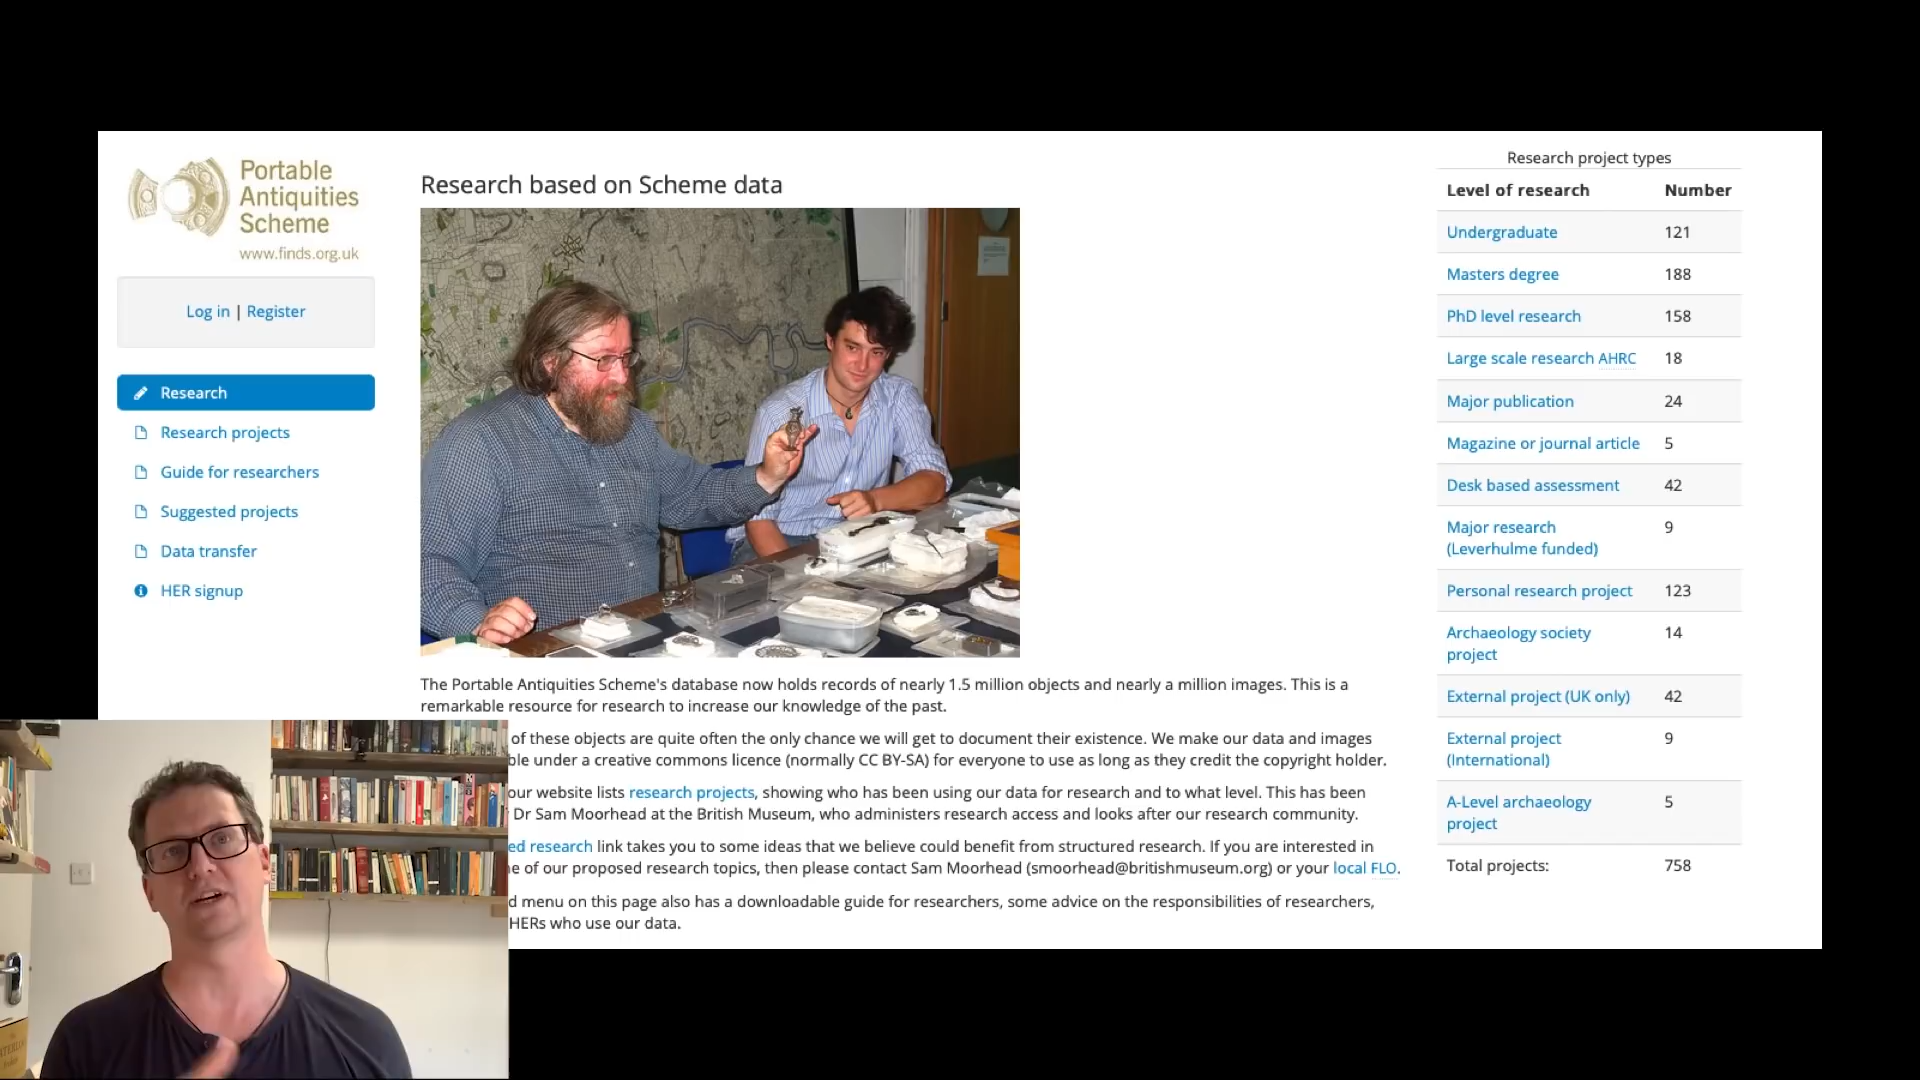 Portable
Antiquities
Scheme
www.finds.org.uk
Log in | Register
Research
Research projects
Guide for researchers
Suggested projects
Data transfer
HER signup
Research based on Scheme data
The Portable Antiquities Scheme's database now holds records of nearly 1.5 million objects and nearly a million images. This is a
remarkable resource for research to increase our knowledge of the past.
of these objects are quite often the only chance we will get to document their existence. We make our data and images
under a creative commons licence (normally CC BY-SA) for everyone to use as long as they credit the copyright holder.
our website lists research projects, showing who has been using our data for research and to what level. This has been
Dr Sam Moorhead at the British Museum, who administers research access and looks after our research community.
research link takes you to some ideas that we believe could benefit from structured research. If you are interested in
of our proposed research topics, then please contact Sam Moorhead (smoorhead@britishmuseum.org) or your local FLO.
menu on this page also has a downloadable guide for researchers, some advice on the responsibilities of researchers,
HERs who use our data.
Research project types
Level of research Number
Undergraduate 121
Masters degree 188
PhD level research 158
Large scale research AHRC 18
Major publication 24
Magazine or journal article 5
Desk based assessment 42
Major research 9
(Leverhulme funded)
Personal research project 123
Archaeology society 14
project
External project (UK only) 42
External project 9
(International)
A-Level archaeology 5
project
Total projects: 758